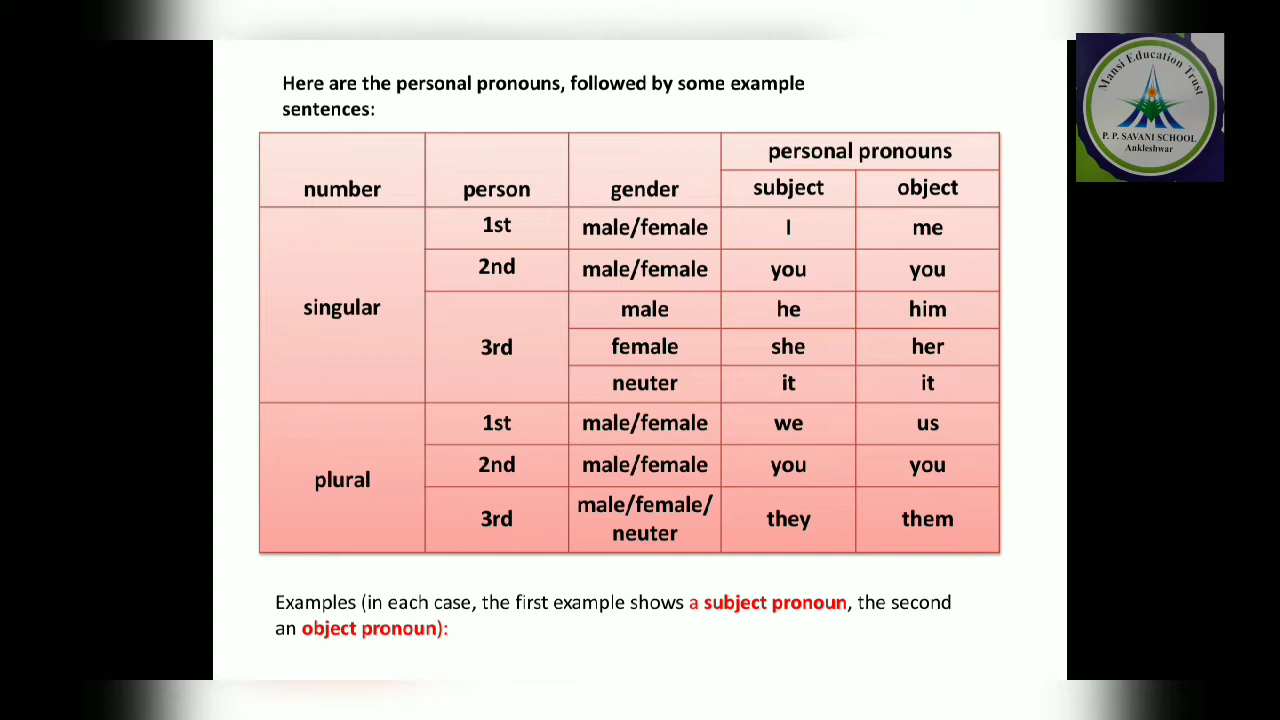 Here are the personal pronouns, followed by some example
sentences:
number person gender personal pronouns
subject object
singular 1st male/female I me
2nd male/female you you
3rd male he him
female she her
neuter it it
plural 1st male/female we us
2nd male/female you you
3rd male/female/
neuter they them
Examples (in each case, the first example shows a subject pronoun, the second
an object pronoun):
Mansi Education Trust
P. P. SAVANI SCHOOL
Ankleshwar